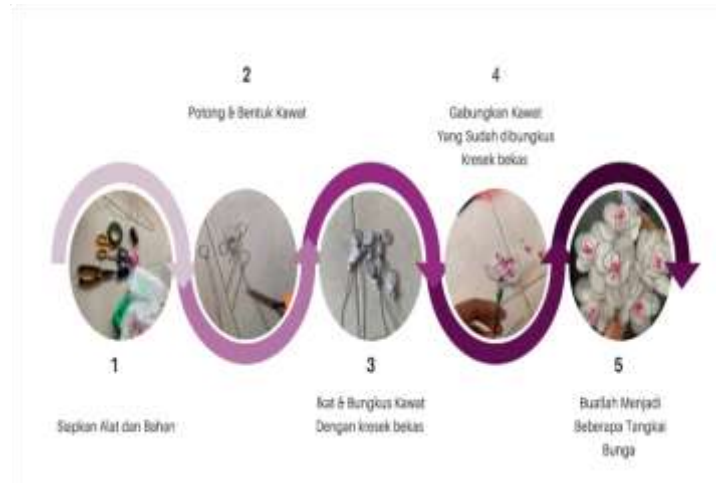 1
Siapkan Alat dan Bahan
2
Potong & Bentuk Kawat
3
Ikat & Bungkus Kawat
Dengan kresek bekas
4
Gabungkan Kawat
Yang Sudah dibungkus
Kresek bekas
5
Buatlah Menjadi
Beberapa Tangkai
Bunga